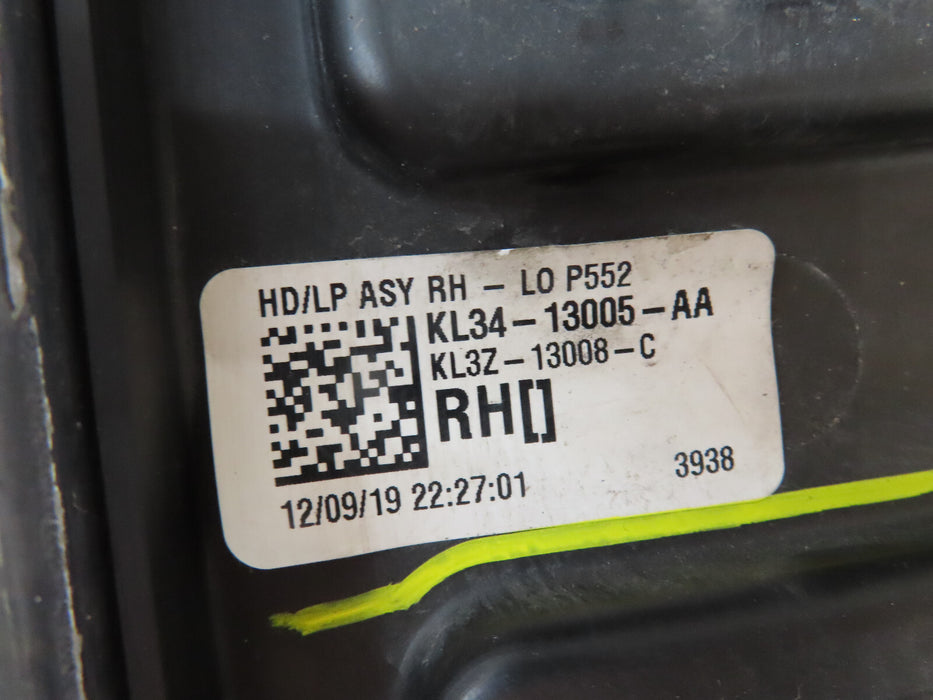 HD/LP ASY RH - LO P552
KL34-13005-AA
KL3Z-13008-C
RH[]
12/09/19 22:27:01 3938